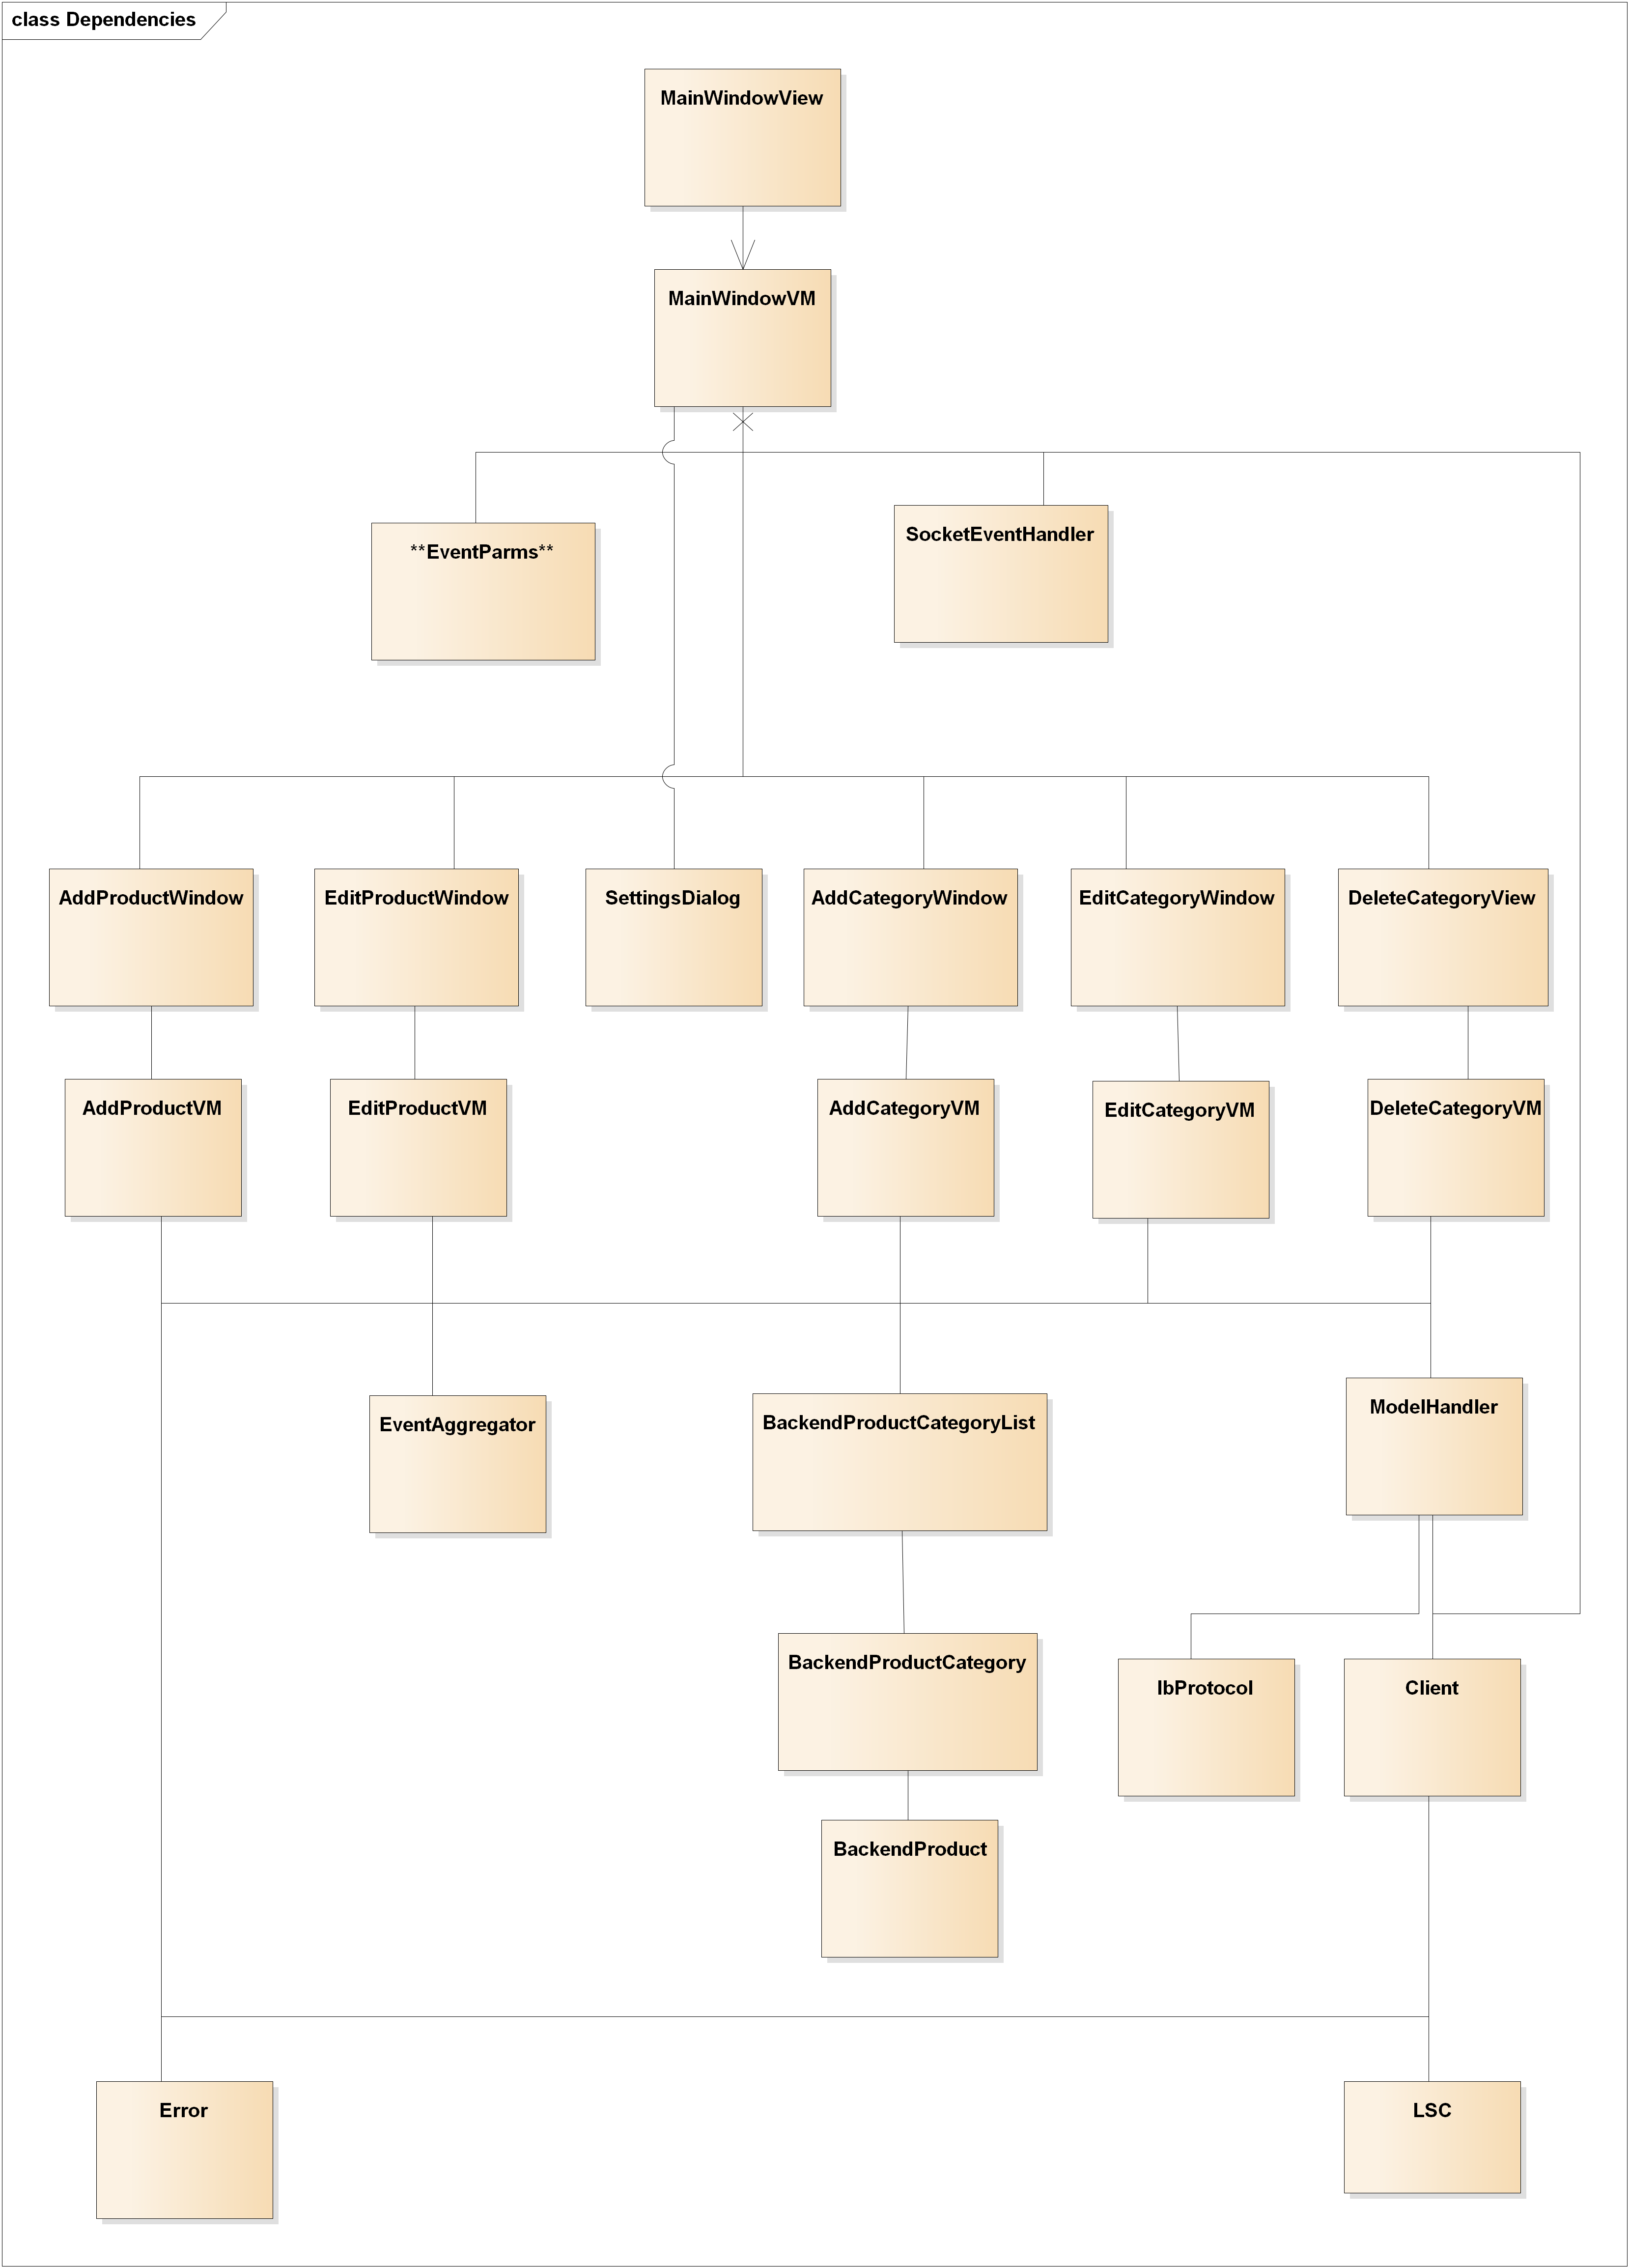 class Dependencies
MainWindowView
MainWindowVM
**EventParms**
SocketEventHandler
AddProductWindow
EditProductWindow
SettingsDialog
AddCategoryWindow
EditCategoryWindow
DeleteCategoryView
AddProductVM
EditProductVM
AddCategoryVM
EditCategoryVM
DeleteCategoryVM
EventAggregator
BackendProductCategoryList
ModelHandler
BackendProductCategory
IbProtocol
Client
BackendProduct
Error
LSC